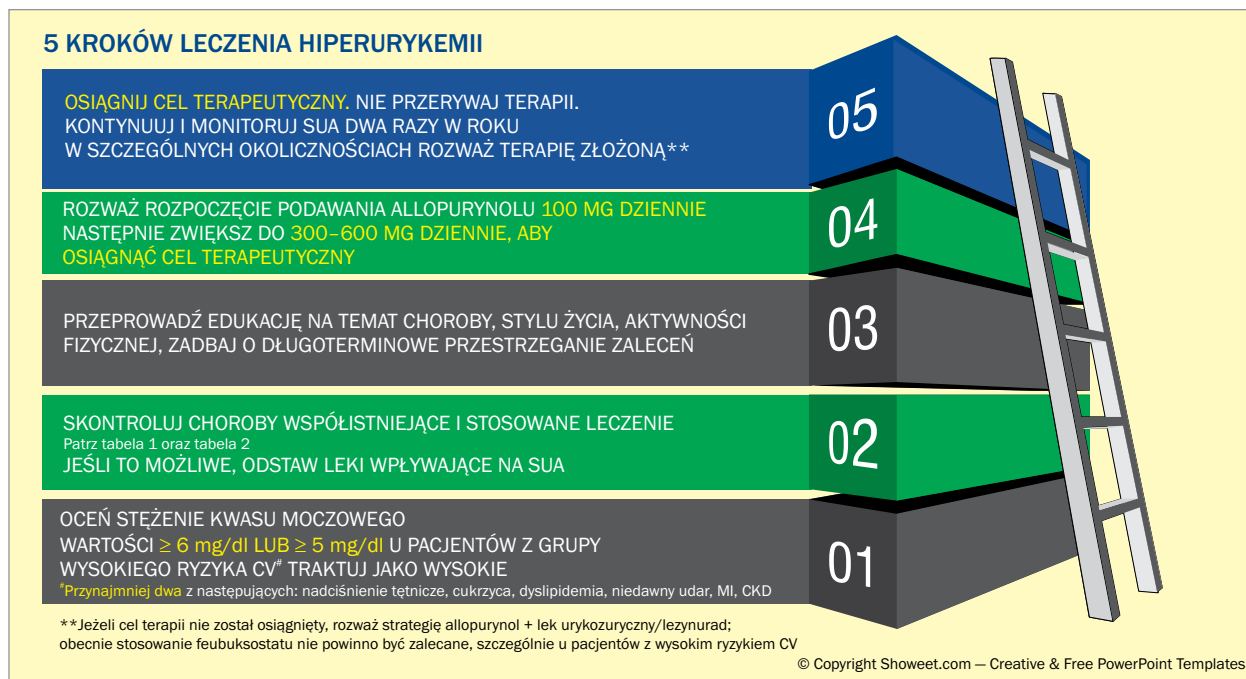 5 KROKÓW LECZENIA HIPERURYKEMII
OSIĄGNIJ CEL TERAPEUTYCZNY. NIE PRZERYWAJ TERAPII.
KONTYNUUJ I MONITORUJ SUA DWA RAZY W ROKU
W SZCZEGÓLNYCH OKOLICZNOŚCIACH ROZWAŻ TERAPIĘ ZŁOŻONĄ**
05
ROZWAŻ ROZPOCZĘCIE PODAWANIA ALLOPURYNOLU 100 MG DZIENNIE
NASTĘPNIE ZWIĘKSZ DO 300–600 MG DZIENNIE, ABY
OSIĄGNĄĆ CEL TERAPEUTYCZNY
04
PRZEPROWADŹ EDUKACJĘ NA TEMAT CHOROBY, STYLU ŻYCIA, AKTYWNOŚCI
FIZYCZNEJ, ZADBAJ O DŁUGOTERMINOWE PRZESTRZEGANIE ZALECEŃ
03
SKONTROLUJ CHOROBY WSPÓŁISTNIEJĄCE I STOSOWANE LECZENIE
Patrz tabela 1 oraz tabela 2
JEŚLI TO MOŻLIWE, ODSTAW LEKI WPŁYWAJĄCE NA SUA
02
OCEŃ STĘŻENIE KWASU MOCZOWEGO
WARTOŚCI ≥ 6 mg/dl LUB ≥ 5 mg/dl U PACJENTÓW Z GRUPY
WYSOKIEGO RYZYKA CV# TRAKTUJ JAKO WYSOKIE
#Przynajmniej dwa z następujących: nadciśnienie tętnicze, cukrzyca, dyslipidemia, niedawny udar, MI, CKD
01
**Jeżeli cel terapii nie został osiągnięty, rozważ strategię allopurynol + lek urykozuryczny/lezynurad;
obecnie stosowanie feubuksostatu nie powinno być zalecane, szczególnie u pacjentów z wysokim ryzykiem CV
© Copyright Showeet.com — Creative & Free PowerPoint Templates